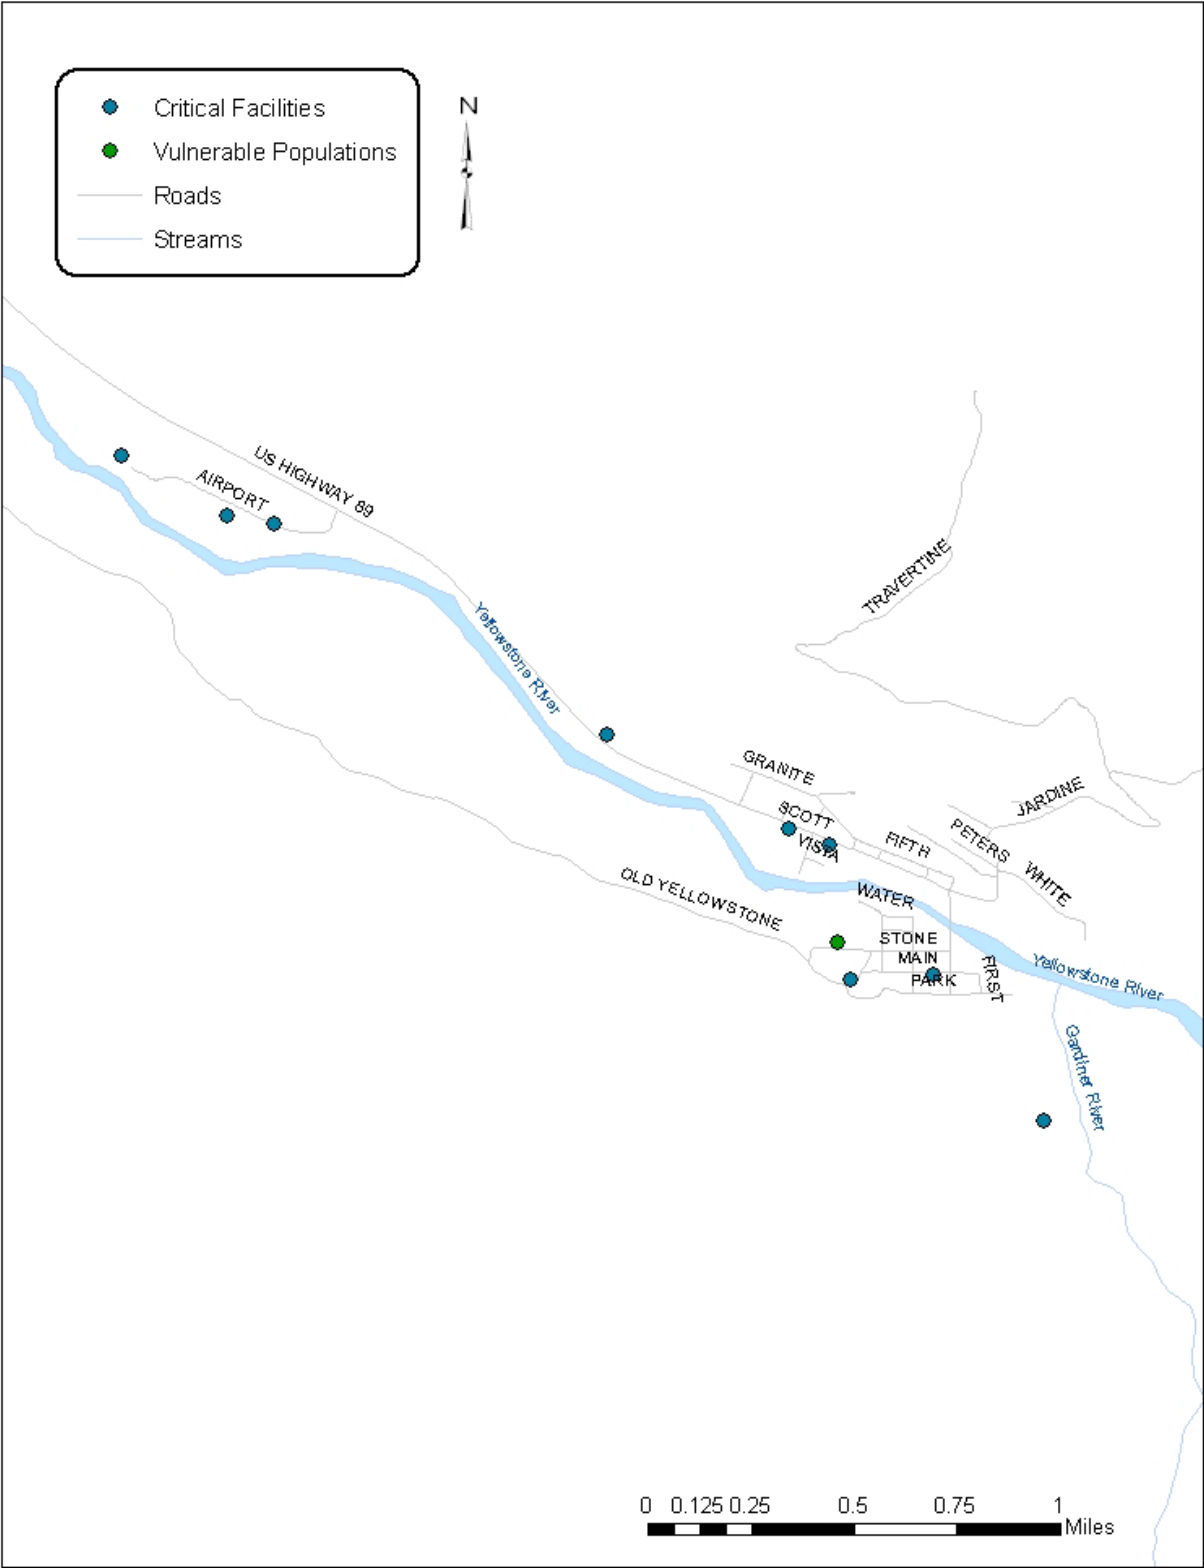 N
Critical Facilities
Vulnerable Populations
Roads
Streams
US HIGHWAY 89
AIRPORT
TRAVERTINE
Yellowstone River
GRANITE
JARDINE
SCOTT
PETERS
FIFTH
VISTA
WHITE
OLD YELLOWSTONE
WATER
STONE
MAIN
FIRST
PARK
Yellowstone River
Gardiner River
0 0.125 0.25 0.5 0.75 1
Miles